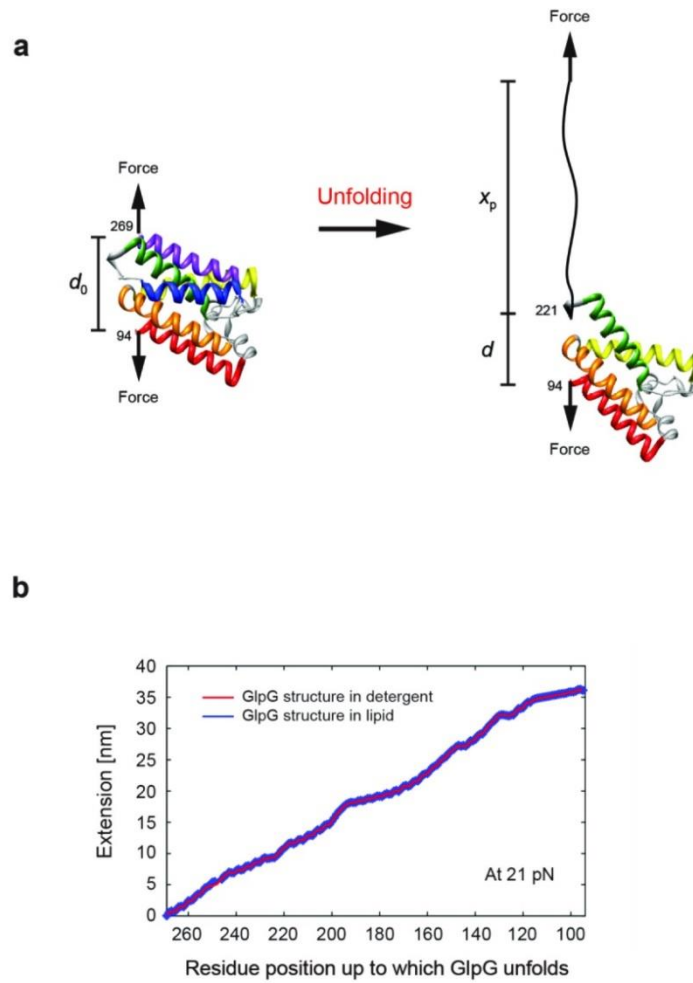 a
Force
Force
269
d0
94
Force
Unfolding
xp
221
d
94
Force
b
40
35
30
25
20
15
10
5
0
Extension [nm]
GlpG structure in detergent
GlpG structure in lipid
At 21 pN
260 240 220 200 180 160 140 120 100
Residue position up to which GlpG unfolds